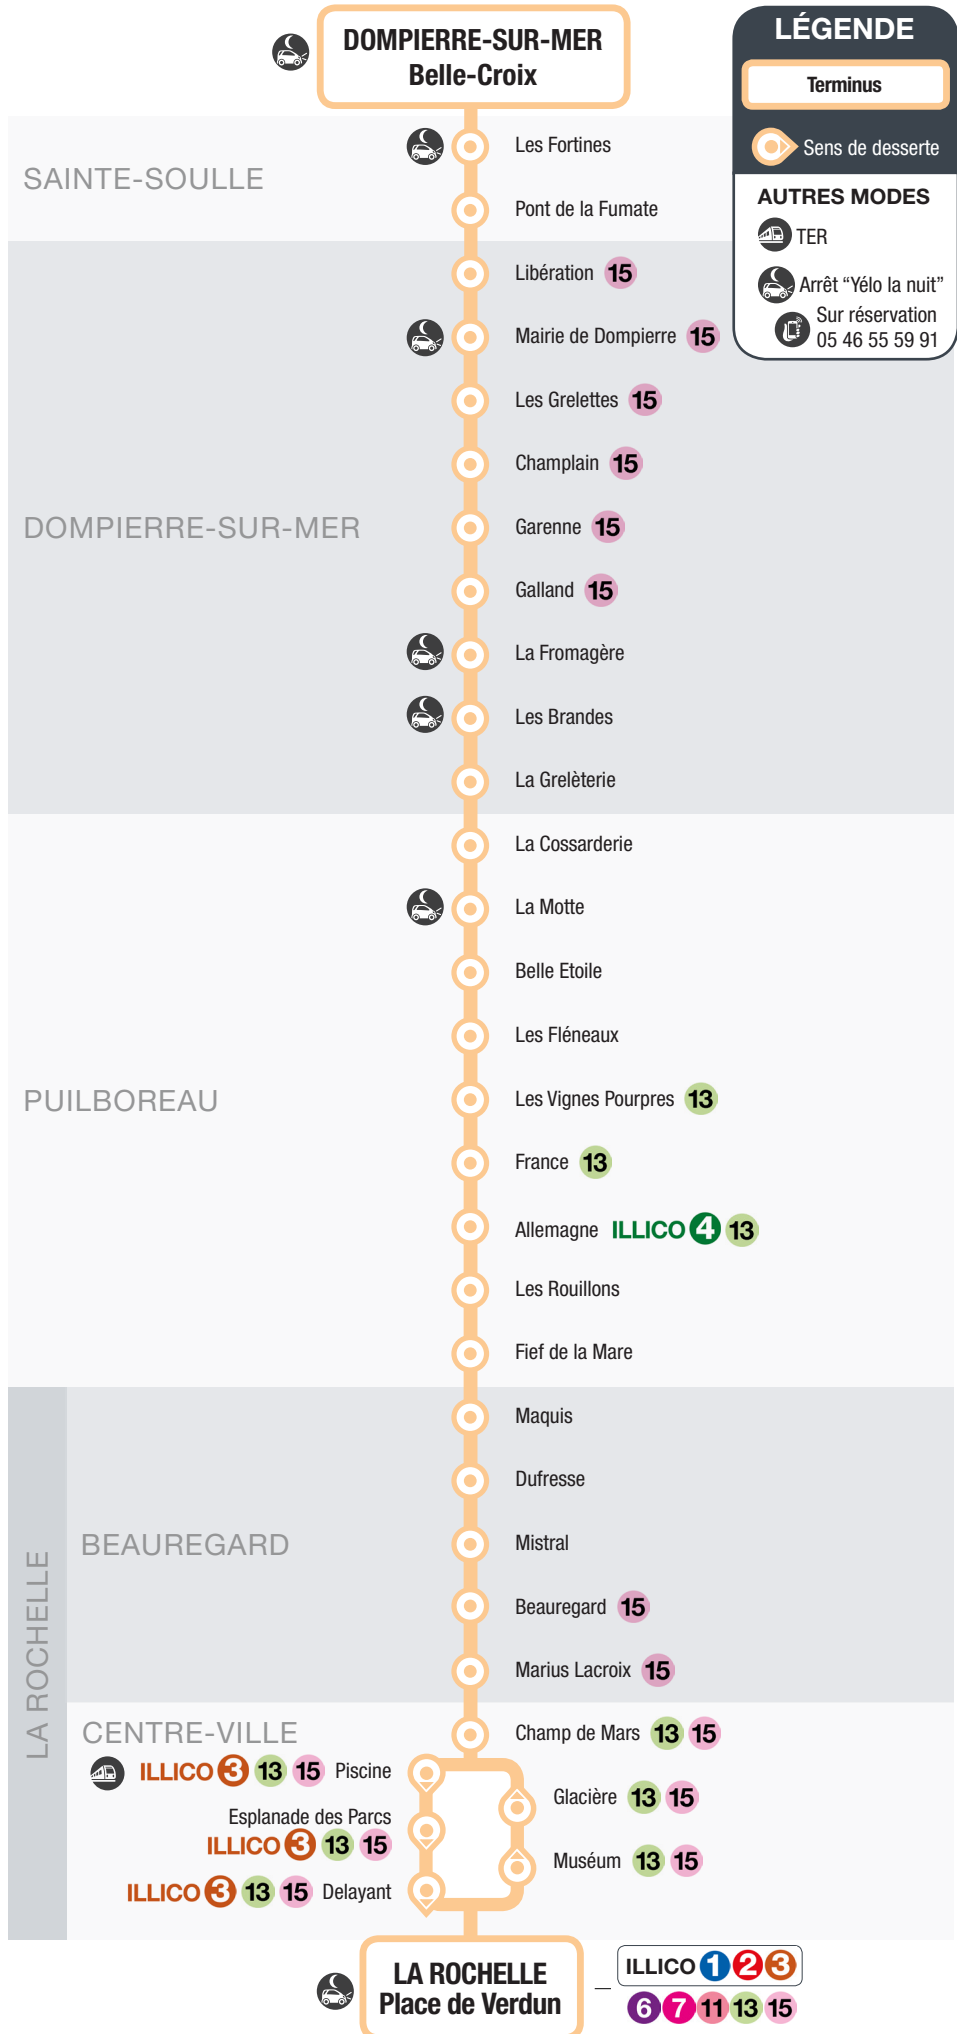 DOMPIERRE-SUR-MER
Belle-Croix
LÉGENDE
Terminus
Sens de desserte
AUTRES MODES
TER
Arrêt “Yélo la nuit”
Sur réservation
05 46 55 59 91
SAINTE-SOULLE
Les Fortines
Pont de la Fumate
DOMPIERRE-SUR-MER
Libération 15
Mairie de Dompierre 15
Les Grelettes 15
Champlain 15
Garenne 15
Galland 15
La Fromagère
Les Brandes
La Grelèterie
PUILBOREAU
La Cossarderie
La Motte
Belle Etoile
Les Fléneaux
Les Vignes Pourpres 13
France 13
Allemagne ILLICO 4 13
Les Rouillons
Fief de la Mare
LA ROCHELLE
BEAUREGARD
Maquis
Dufresse
Mistral
Beauregard 15
Marius Lacroix 15
CENTRE-VILLE
Champ de Mars 13 15
ILLICO 3 13 15 Piscine
Glacière 13 15
Esplanade des Parcs
ILLICO 3 13 15
Muséum 13 15
ILLICO 3 13 15 Delayant
LA ROCHELLE
Place de Verdun
ILLICO 1 2 3
6 7 11 13 15